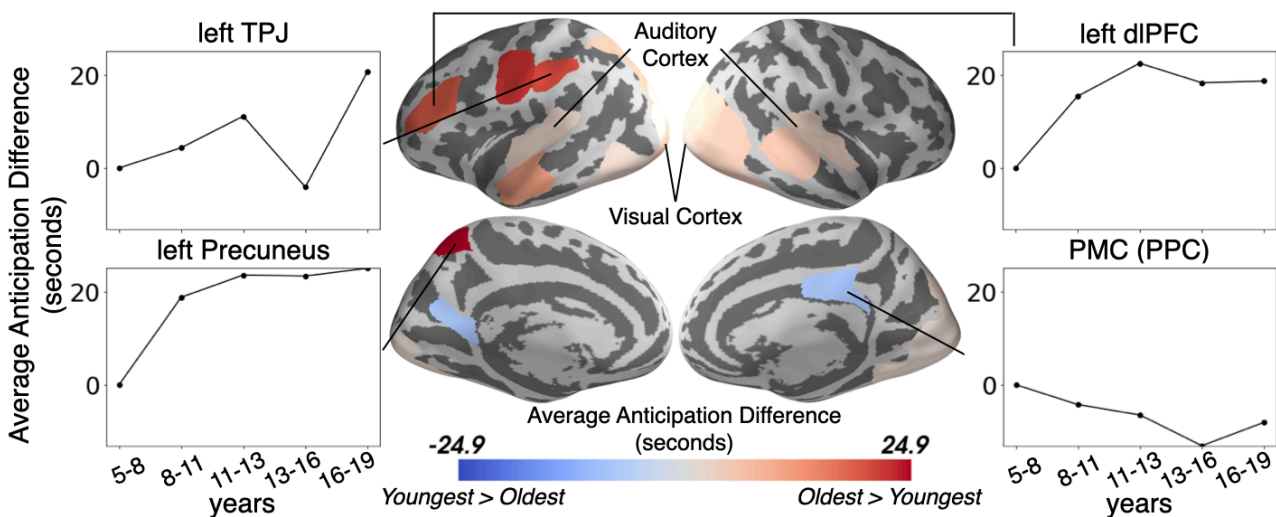 left TPJ
Auditory
Cortex
left dlPFC
Average Anticipation Difference
(seconds)
20
0
20
0
Visual Cortex
left Precuneus
PMC (PPC)
20
0
20
0
5-8
8-11
11-13
13-16
16-19
years
Average Anticipation Difference
(seconds)
-24.9
24.9
Youngest > Oldest
Oldest > Youngest
5-8
8-11
11-13
13-16
16-19
years